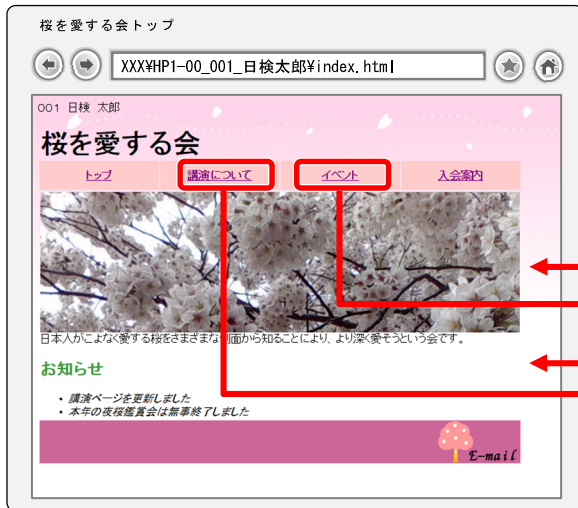 桜を愛する会トップ
XXX¥HP1-00_001_日検太郎¥index.html
001 日検 太郎
桜を愛する会
トップ 講演について イベント 入会案内
日本人がこよなく愛する桜をさまざまな側面から知ることにより、より深く愛そうという会です。
お知らせ
・ 講演ページを更新しました
・ 本年の夜桜鑑賞会は無事終了しました
E-mail